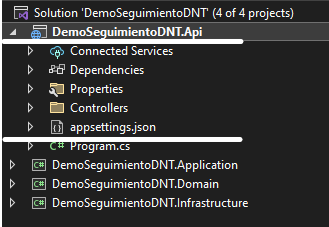 Solution 'DemoSeguimientoDNT' (4 of 4 projects)
DemoSeguimientoDNT.Api
Connected Services
Dependencies
Properties
Controllers
appsettings.json
C# Program.cs
C# DemoSeguimientoDNT.Application
C# DemoSeguimientoDNT.Domain
C# DemoSeguimientoDNT.Infrastructure